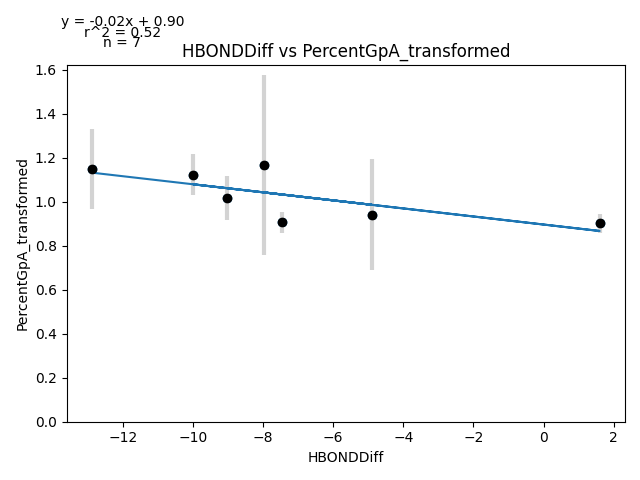 y = -0.02x + 0.90
r^2 = 0.52
n = 7
HBONDDiff vs PercentGpA_transformed
PercentGpA_transformed
1.6
1.4
1.2
1.0
0.8
0.6
0.4
0.2
0.0
−12 −10 −8 −6 −4 −2 0 2
HBONDDiff